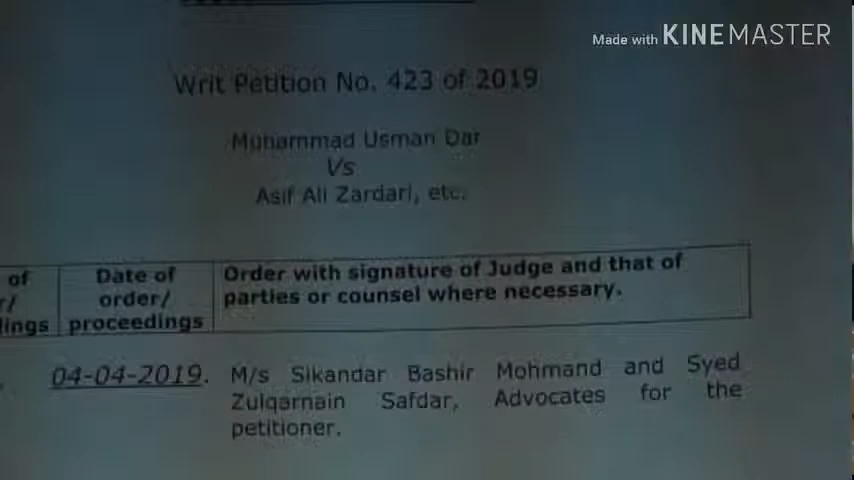 Made with KINEMASTER
Writ Petition No. 423 of 2019
Muhammad Usman Dar
Vs
Asif Ali Zardari, etc.
of
r/
lings
Date of
order/
proceedings
Order with signature of Judge and that of
parties or counsel where necessary.
04-04-2019.
M/s Sikandar Bashir Mohmand and Syed
Zulqarnain Safdar, Advocates for the
petitioner.